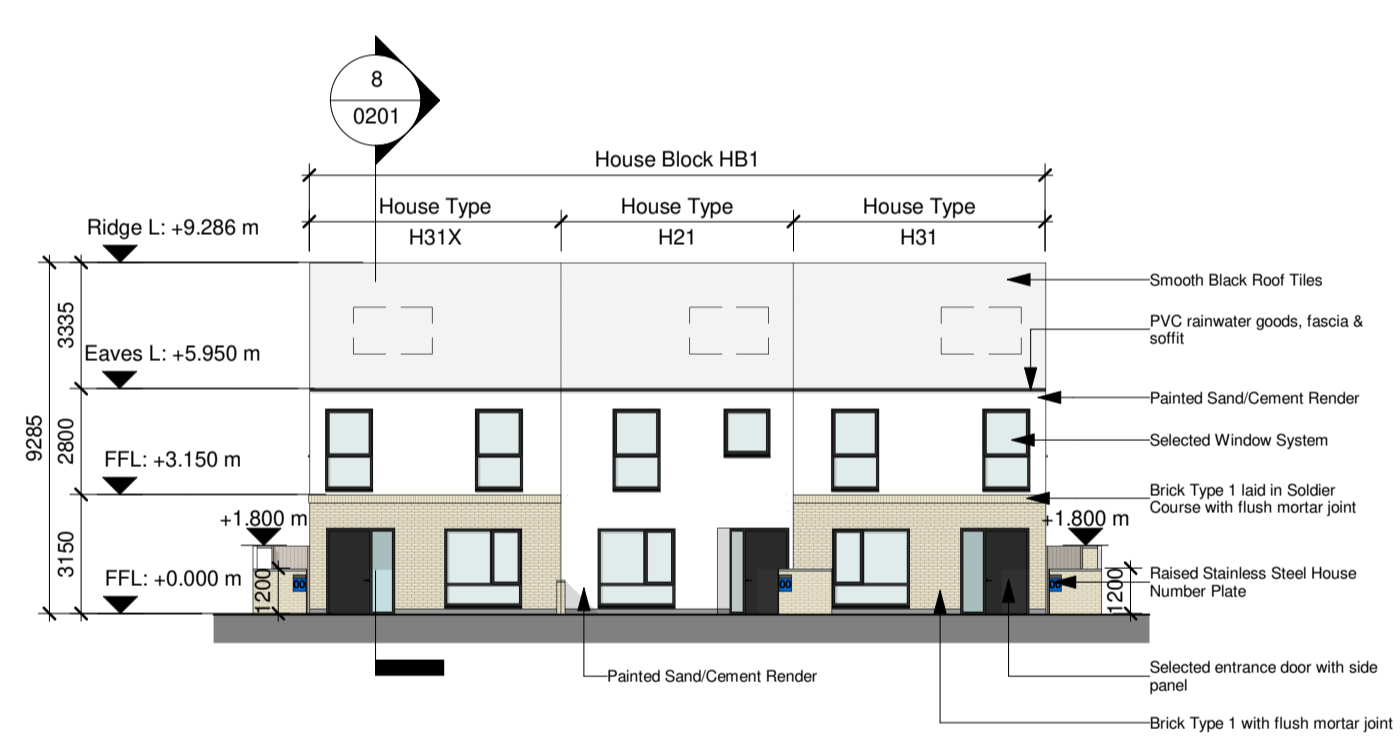 8
0201
House Block HB1
House Type
House Type
House Type
H31X
H21
H31
Ridge L: +9.286 m
3335
Eaves L: +5.950 m
9285
2800
FFL: +3.150 m
+1.800 m
3150
FFL: +0.000 m
1200
00
00
00
+1.800 m
1200
Smooth Black Roof Tiles
PVC rainwater goods, fascia &
soffit
Painted Sand/Cement Render
Selected Window System
Brick Type 1 laid in Soldier
Course with flush mortar joint
Raised Stainless Steel House
Number Plate
Painted Sand/Cement Render
Selected entrance door with side
panel
Brick Type 1 with flush mortar joint